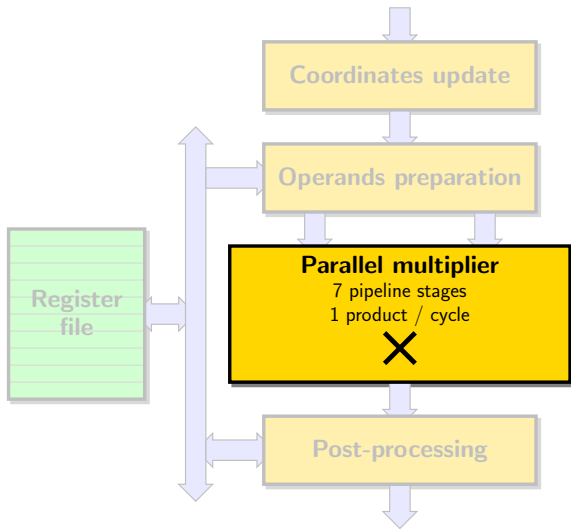 Coordinates update
Operands preparation
Parallel multiplier
7 pipeline stages
1 product / cycle
Register
file
Post-processing